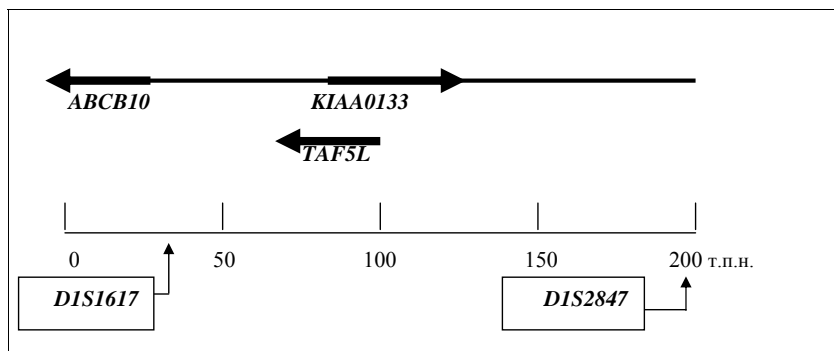 ABCB10 KIAA0133
TAF5L
0 50 100 150 200 т.п.н.
D1S1617 D1S2847